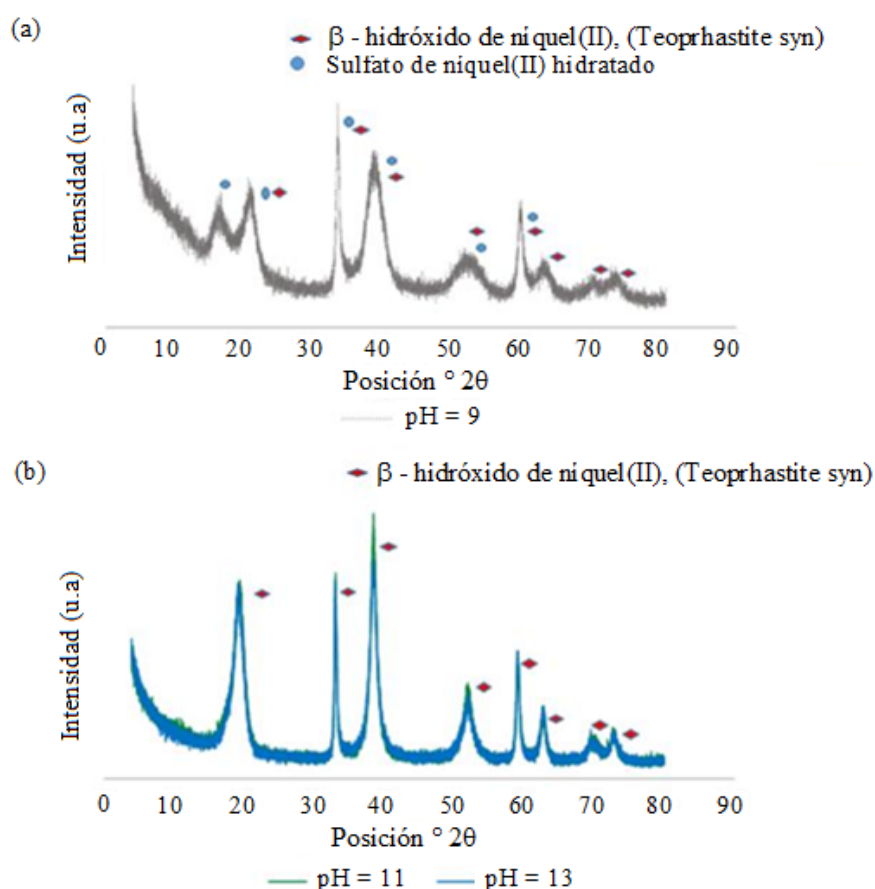 (a)
β - hidróxido de níquel(II), (Teoprhastite syn)
Sulfato de níquel(II) hidratado
Intensidad (u.a)
0 10 20 30 40 50 60 70 80 90
Posición ° 2θ
pH = 9
(b)
β - hidróxido de níquel(II), (Teoprhastite syn)
Intensidad (u.a)
0 10 20 30 40 50 60 70 80 90
Posición ° 2θ
pH = 11 pH = 13